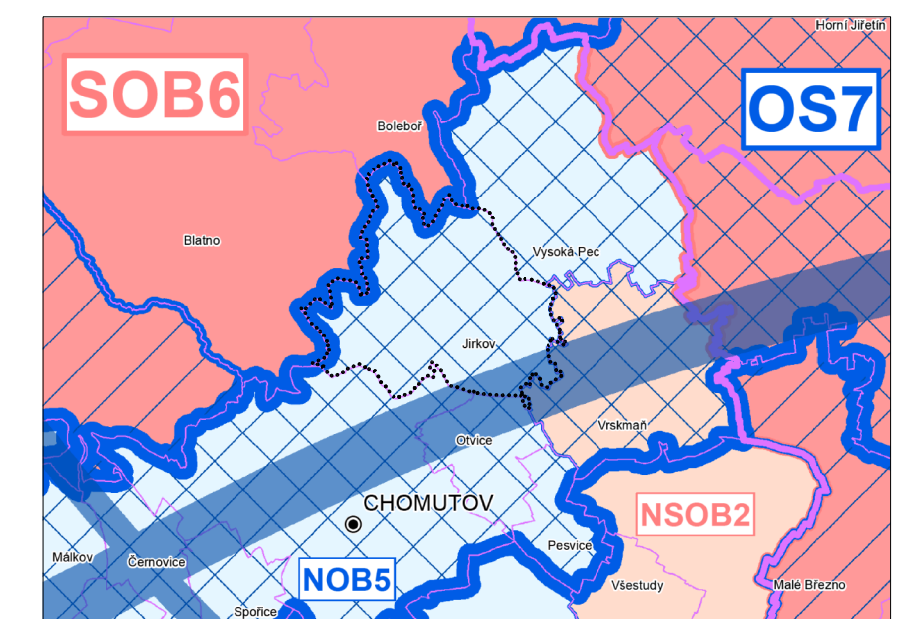 Horní Jiřetín
SOB6
OS7
Boleboř
Blatno
Vysoká Pec
Jirkov
Vrskmaň
Otvice
CHOMUTOV
NSOB2
Pesvice
Málkov
Černovice
NOB5
Všestudy
Malé Březno
Spořice